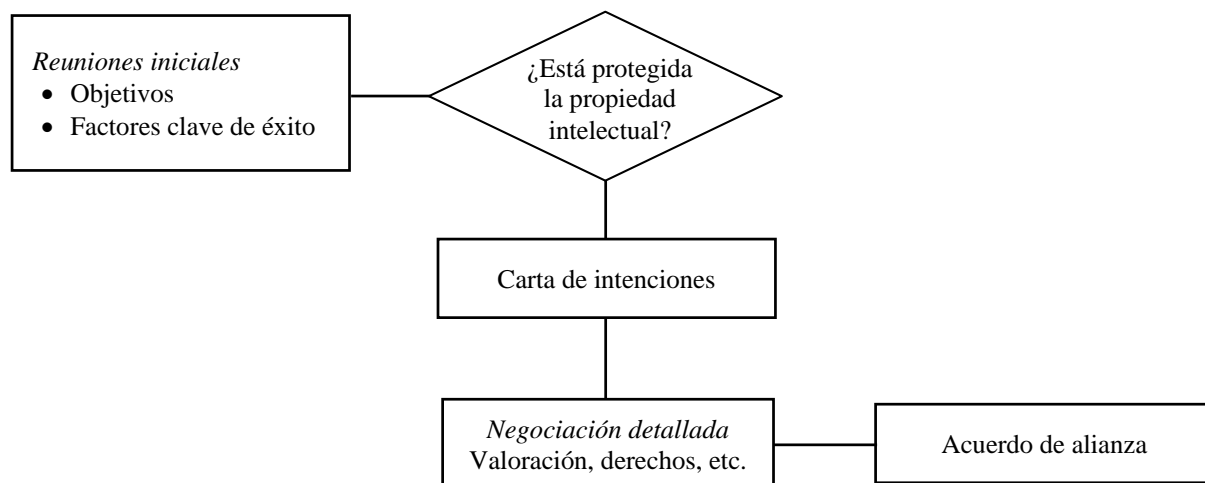 Reuniones iniciales
• Objetivos
• Factores clave de éxito
¿Está protegida
la propiedad
intelectual?
Carta de intenciones
Negociación detallada
Valoración, derechos, etc.
Acuerdo de alianza